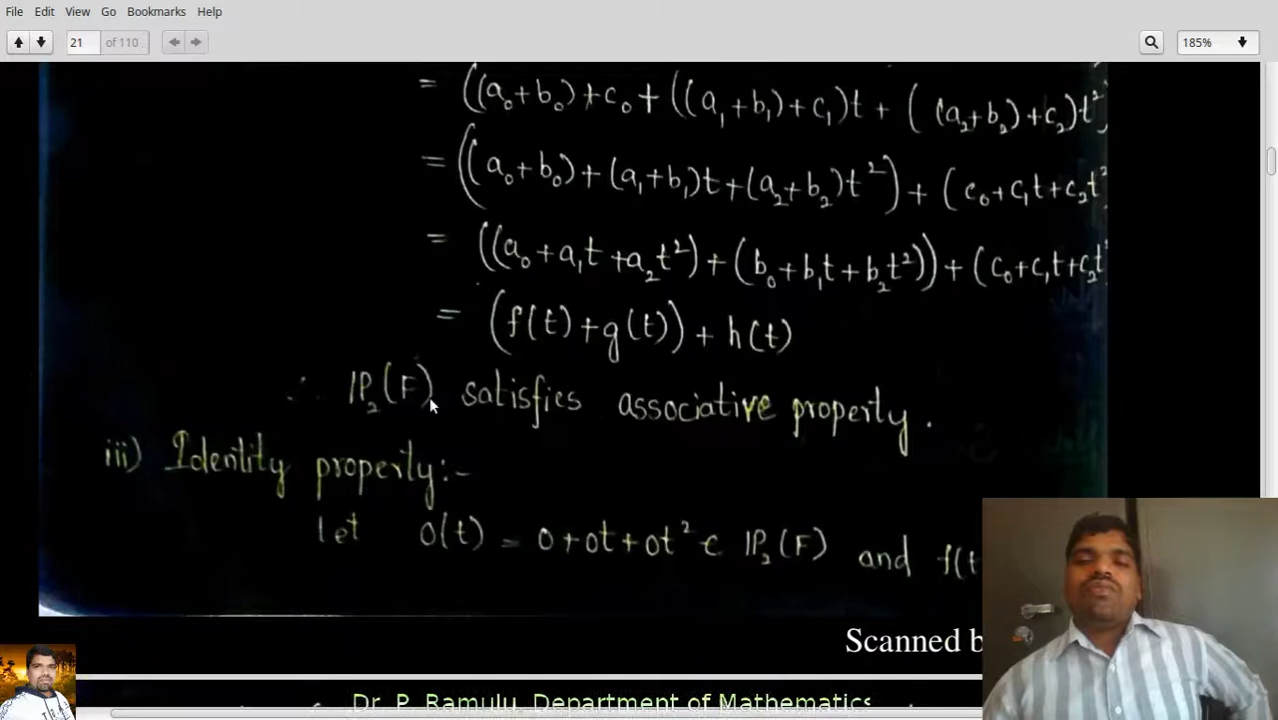 File Edit View Go Bookmarks Help
21 of 110 185%
= ((a₀+b₀)+c₀+((a₁+b₁)+c₁)t+((a₂+b₂)+c₂)t²)
= ((a₀+b₀)+(a₁+b₁)t+(a₂+b₂)t²)+(c₀+c₁t+c₂t²
= ((a₀+a₁t+a₂t²)+(b₀+b₁t+b₂t²))+(c₀+c₁t+c₂t²
= (f(t)+g(t))+h(t)
∴ IP₂(F) satisfies associative property.
iii) Identity property:-
let 0(t) = 0+0t+0t² ∈ IP₂(F) and f(t
Scanned b
Dr. P. Ramulu, Department of Mathematics